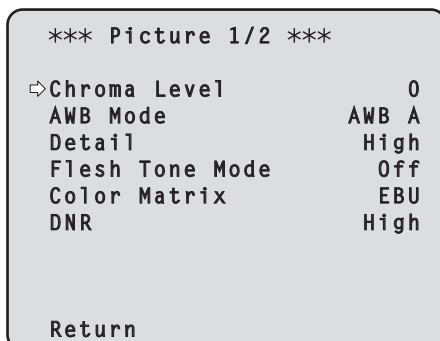 *** Picture 1/2 ***
⇨Chroma Level 0
AWB Mode AWB A
Detail High
Flesh Tone Mode Off
Color Matrix EBU
DNR High
Return